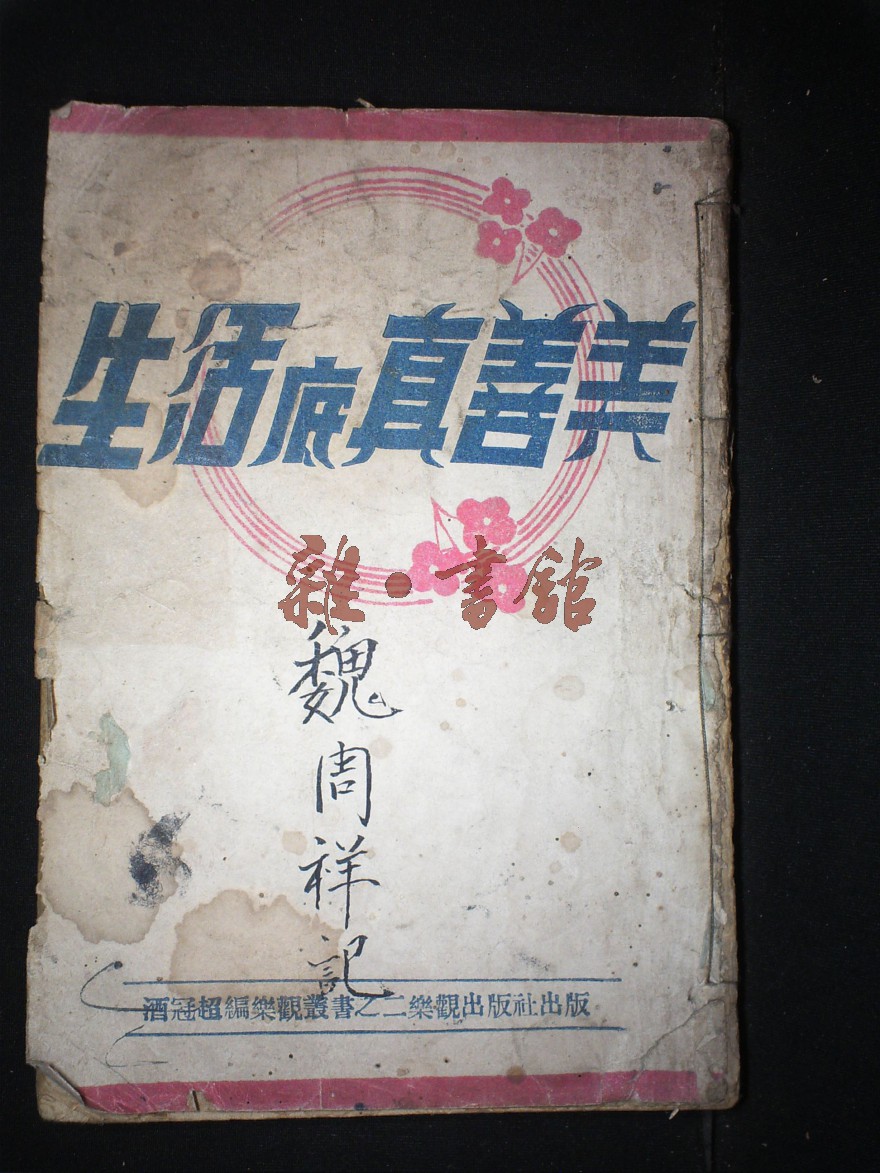 生活底真善美
雜·書館
魏周祥記
酒冠超編樂觀叢書之二樂觀出版社出版